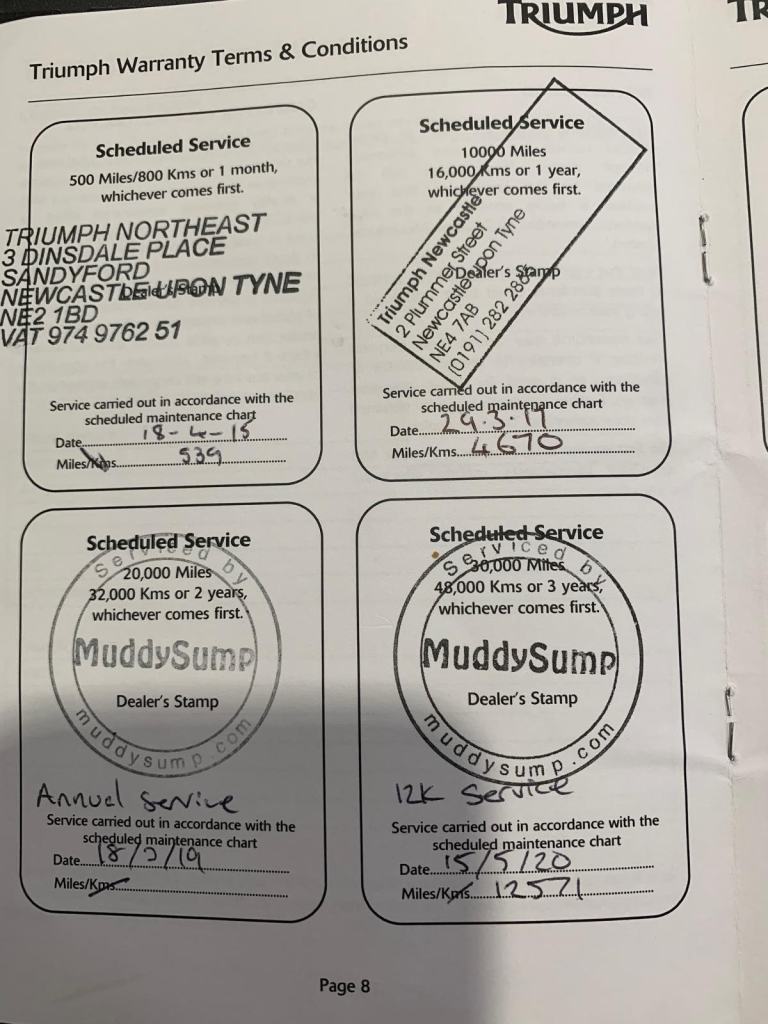 TRIUMPH
TR
Triumph Warranty Terms & Conditions
Scheduled Service
500 Miles/800 Kms or 1 month,
whichever comes first.
TRIUMPH NORTHEAST
3 DINSDALE PLACE
SANDYFORD
NEWCASTLE UPON TYNE
Dealer's Stamp
NE2 1BD
VAT 974 9762 51
Service carried out in accordance with the
scheduled maintenance chart
Date 18-4-15
Miles/Kms 539
Scheduled Service
10000 Miles
16,000 Kms or 1 year,
whichever comes first.
Triumph Newcastle
2 Plummer Street
Newcastle upon Tyne
NE4 7AB
(0191) 282
Dealer's Stamp
Service carried out in accordance with the
scheduled maintenance chart
Date 29.3.17
Miles/Kms 4670
Scheduled Service
Serviced by
20,000 Miles
32,000 Kms or 2 years,
whichever comes first.
MuddySump
Dealer's Stamp
muddysump.com
Annual Service
Service carried out in accordance with the
scheduled maintenance chart
Date 18/3/19
Miles/Kms
Scheduled Service
Serviced by
30,000 Miles
48,000 Kms or 3 years,
whichever comes first.
MuddySump
Dealer's Stamp
muddysump.com
12K Service
Service carried out in accordance with the
scheduled maintenance chart
Date 15/5/20
Miles/Kms 12571
Page 8